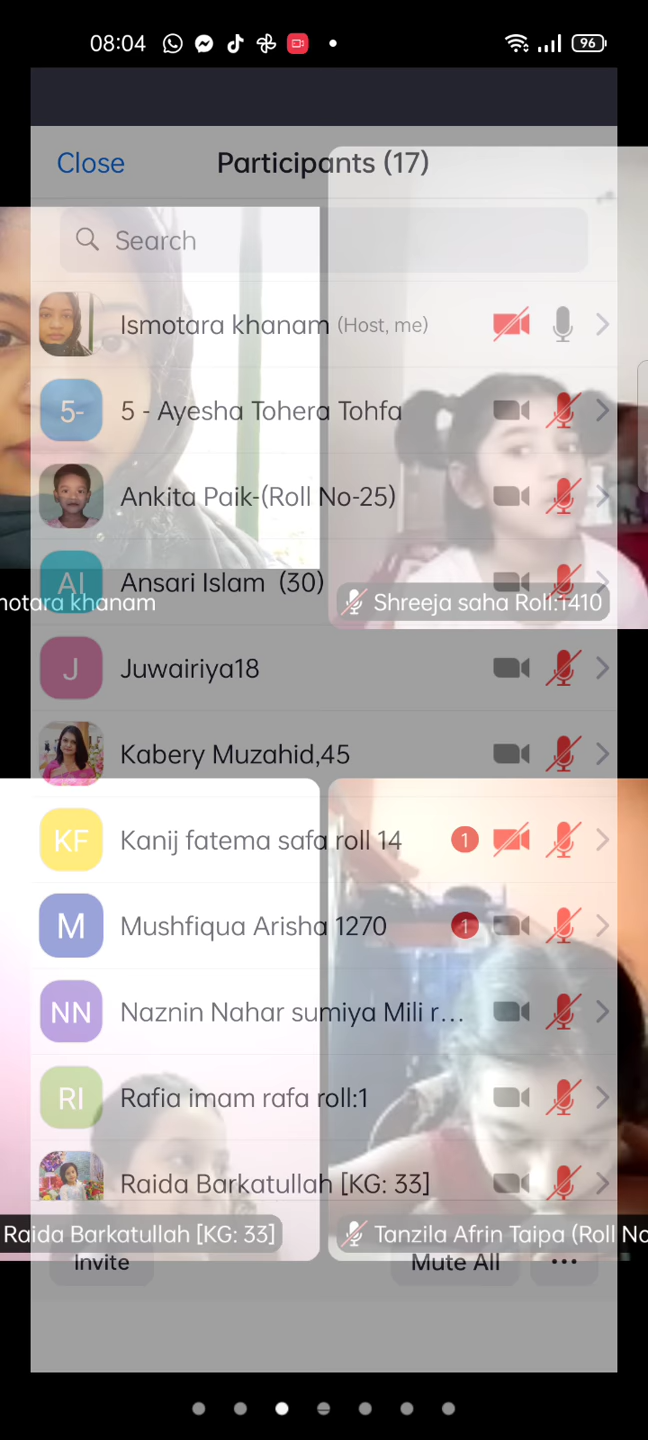 08:04
96
Close
Participants (17)
Search
Ismotara khanam (Host, me)
5-
5 - Ayesha Tohera Tohfa
Ankita Paik-(Roll No-25)
AI
Ansari Islam (30)
motara khanam
Shreeja saha Roll:1410
J
Juwairiya18
Kabery Muzahid,45
KF
Kanij fatema safa roll 14
1
M
Mushfiqua Arisha 1270
1
NN
Naznin Nahar sumiya Mili r...
RI
Rafia imam rafa roll:1
Raida Barkatullah [KG: 33]
Raida Barkatullah [KG: 33]
Tanzila Afrin Taipa (Roll No
Invite
Mute All